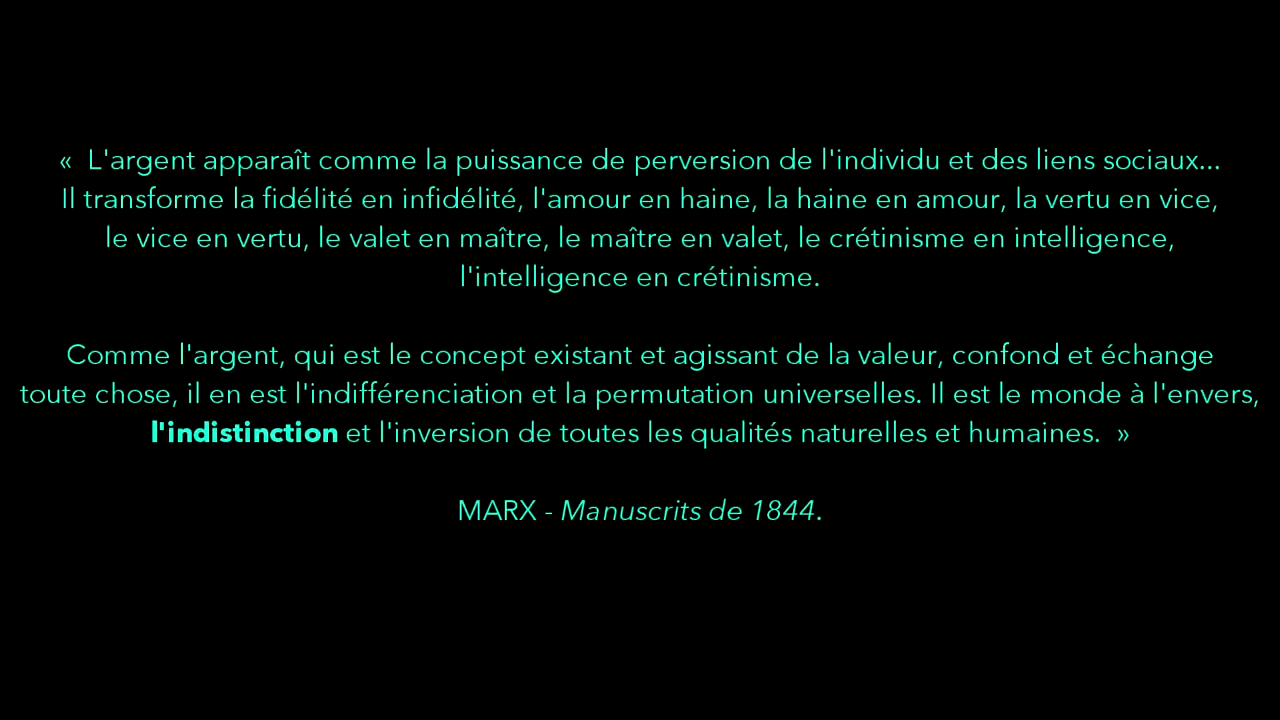 «  L'argent apparaît comme la puissance de perversion de l'individu et des liens sociaux...
Il transforme la fidélité en infidélité, l'amour en haine, la haine en amour, la vertu en vice,
le vice en vertu, le valet en maître, le maître en valet, le crétinisme en intelligence,
l'intelligence en crétinisme.
Comme l'argent, qui est le concept existant et agissant de la valeur, confond et échange
toute chose, il en est l'indifférenciation et la permutation universelles. Il est le monde à l'envers,
l'indistinction et l'inversion de toutes les qualités naturelles et humaines.  »
MARX - Manuscrits de 1844.